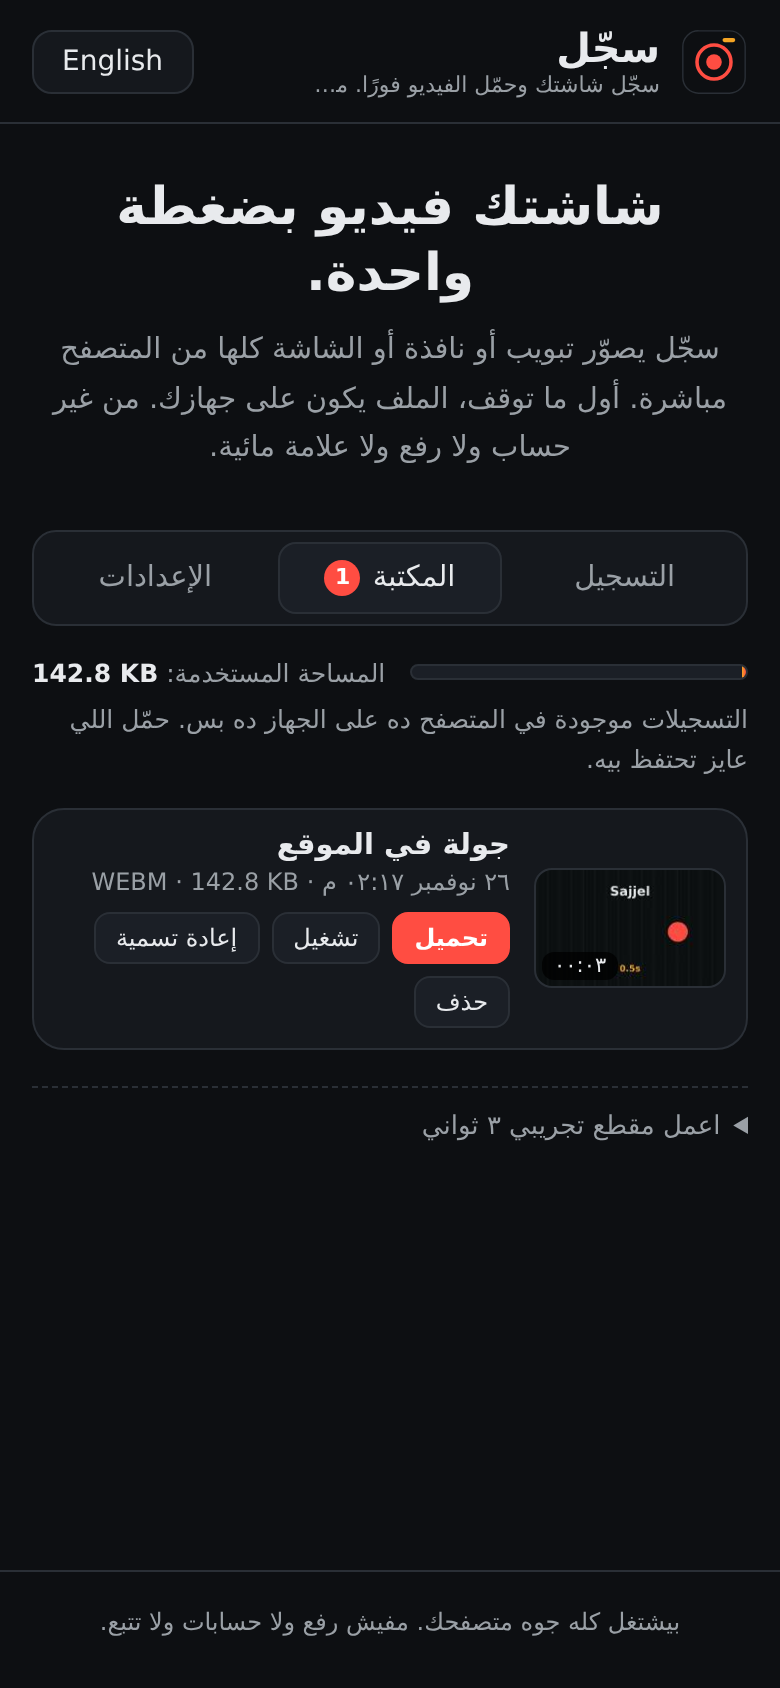 سجّل
سجّل شاشتك وحمّل الفيديو فورًا. م...
English
شاشتك فيديو بضغطة
واحدة.
سجّل يصوّر تبويب أو نافذة أو الشاشة كلها من المتصفح
مباشرة. أول ما توقف، الملف يكون على جهازك. من غير
حساب ولا رفع ولا علامة مائية.
التسجيل
المكتبة 1
الإعدادات
المساحة المستخدمة: 142.8 KB
التسجيلات موجودة في المتصفح ده على الجهاز ده بس. حمّل اللي
عايز تحتفظ بيه.
Sajjel
٠٠:٠٣
0.5s
جولة في الموقع
٢٦ نوفمبر ٠٢:١٧ م · WEBM · 142.8 KB
تحميل
تشغيل
إعادة تسمية
حذف
اعمل مقطع تجريبي ٣ ثواني
بيشتغل كله جوه متصفحك. مفيش رفع ولا حسابات ولا تتبع.